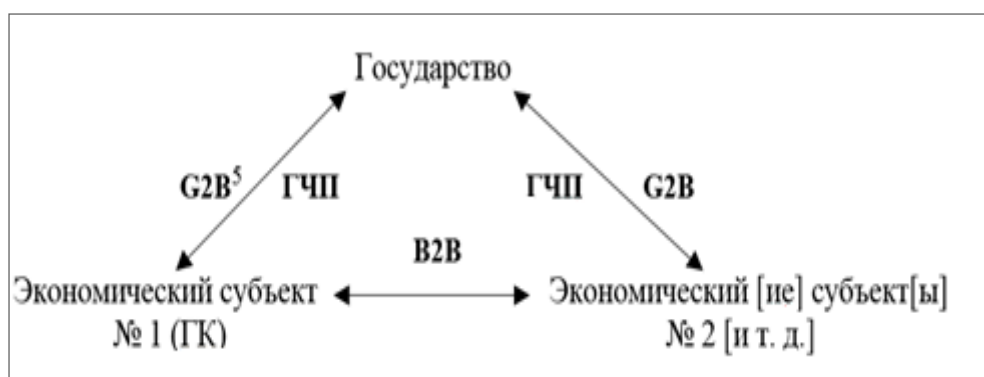 Государство
G2B⁵ ГЧП ГЧП G2B
B2B
Экономический субъект Экономический [ие] субъект[ы]
№ 1 (ГК) № 2 [и т. д.]